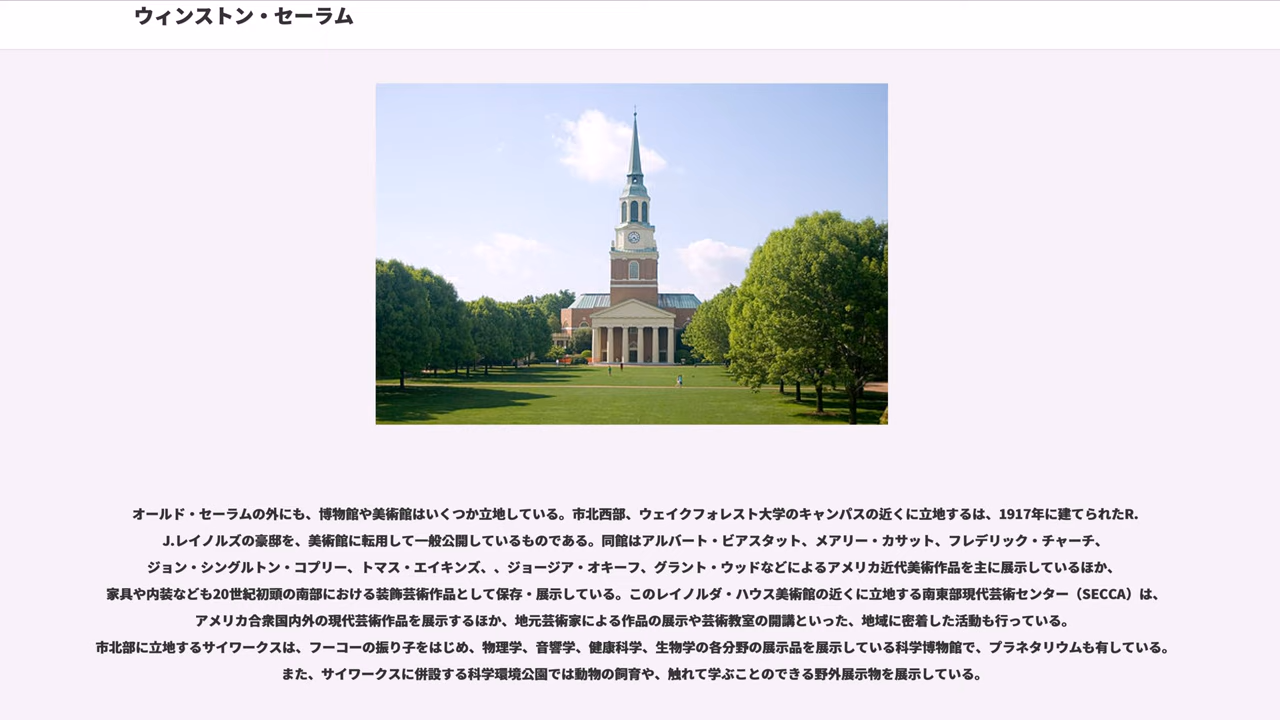 ウィンストン・セーラム
オールド・セーラムの外にも、博物館や美術館はいくつか立地している。市北西部、ウェイクフォレスト大学のキャンパスの近くに立地するは、1917年に建てられたR.
J.レイノルズの豪邸を、美術館に転用して一般公開しているものである。同館はアルバート・ビアスタット、メアリー・カサット、フレデリック・チャーチ、
ジョン・シングルトン・コプリー、トマス・エイキンズ、、ジョージア・オキーフ、グラント・ウッドなどによるアメリカ近代美術作品を主に展示しているほか、
家具や内装なども20世紀初頭の南部における装飾芸術作品として保存・展示している。このレイノルダ・ハウス美術館の近くに立地する南東部現代芸術センター（SECCA）は、
アメリカ合衆国内外の現代芸術作品を展示するほか、地元芸術家による作品の展示や芸術教室の開講といった、地域に密着した活動も行っている。
市北部に立地するサイワークスは、フーコーの振り子をはじめ、物理学、音響学、健康科学、生物学の各分野の展示品を展示している科学博物館で、プラネタリウムも有している。
また、サイワークスに併設する科学環境公園では動物の飼育や、触れて学ぶことのできる野外展示物を展示している。